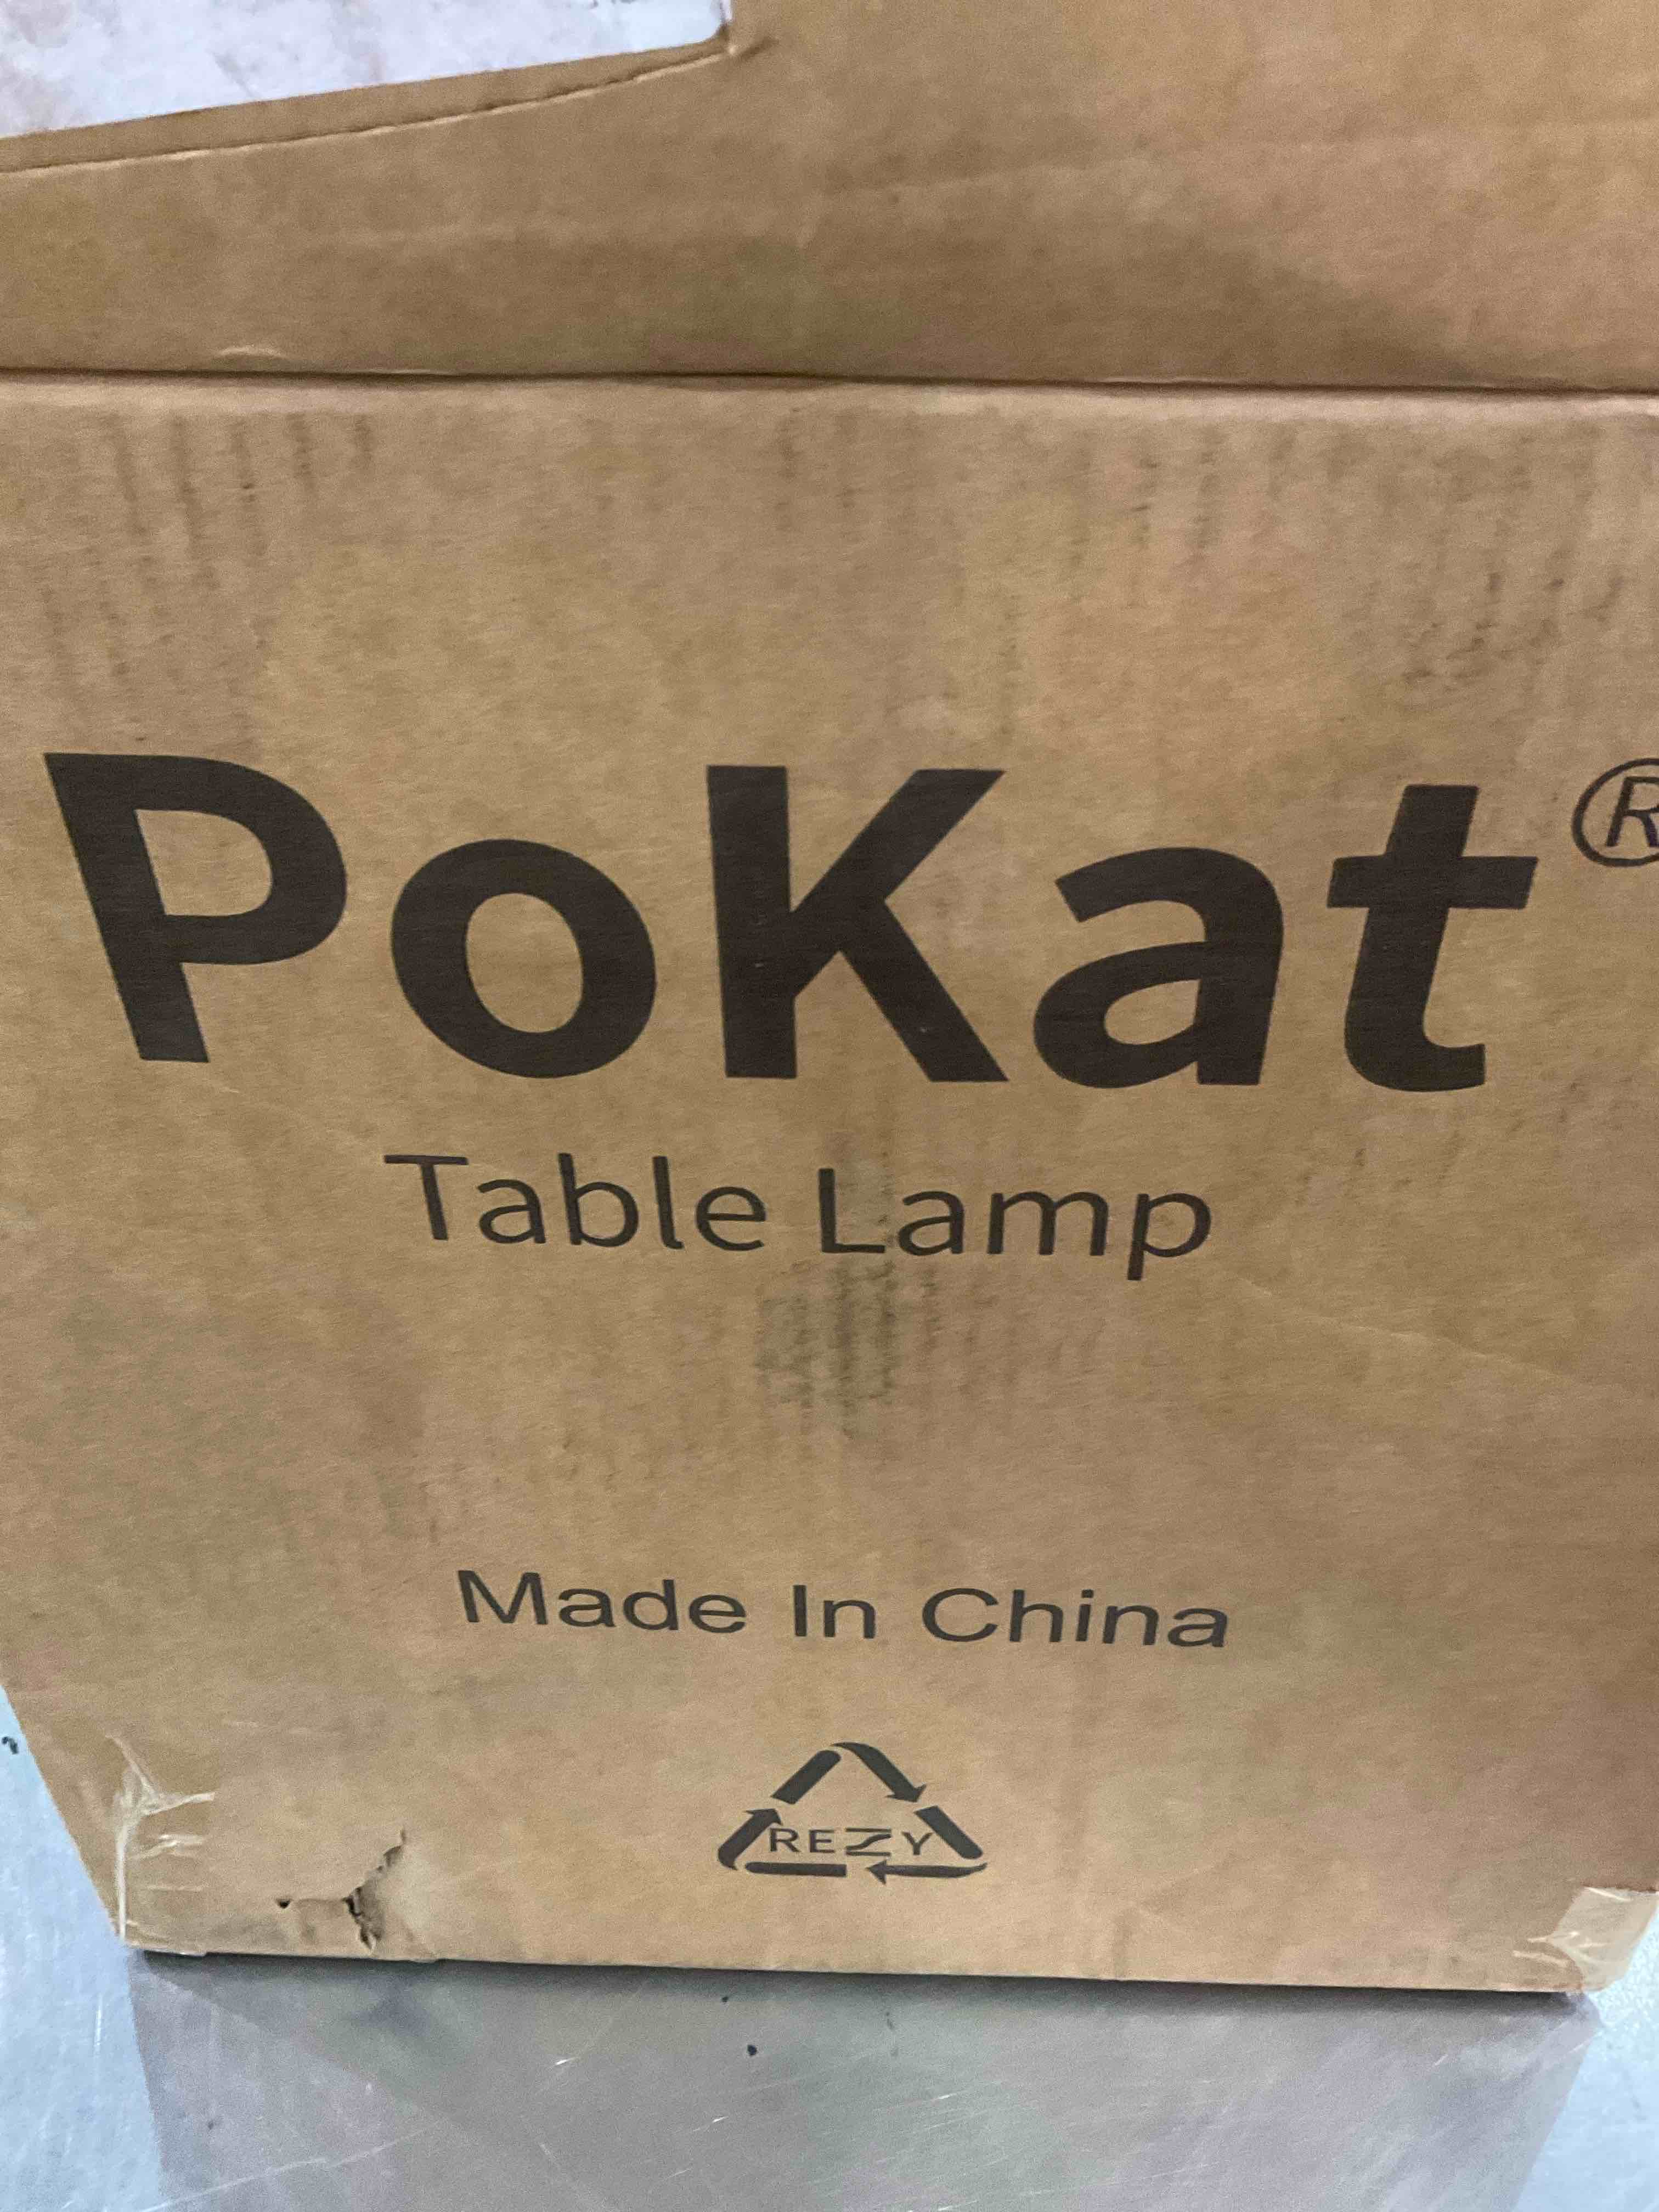 PoKat®
Table Lamp
Made In China
REZY